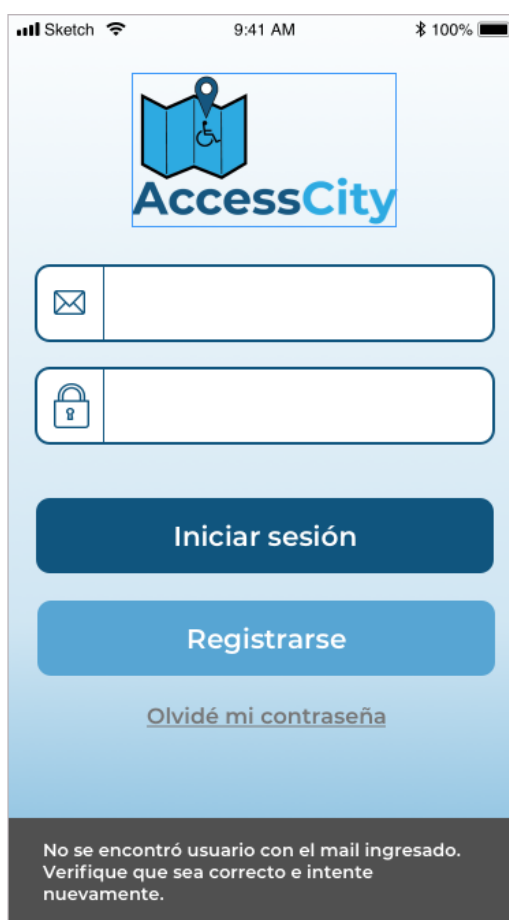 Sketch 9:41 AM 100%
AccessCity
Iniciar sesión
Registrarse
Olvidé mi contraseña
No se encontró usuario con el mail ingresado.
Verifique que sea correcto e intente
nuevamente.